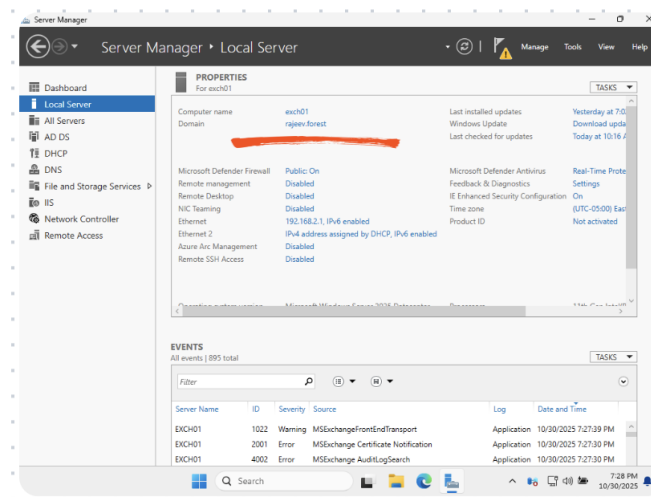 Server Manager
Server Manager • Local Server
Manage Tools View Help
Dashboard
Local Server
All Servers
AD DS
DHCP
DNS
File and Storage Services
IIS
Network Controller
Remote Access
PROPERTIES
For exch01
TASKS
Computer name exch01 Last installed updates Yesterday at 7:0
Domain rajeev.forest Windows Update Download upda
Last checked for updates Today at 10:16 A
Microsoft Defender Firewall Public: On Microsoft Defender Antivirus Real-Time Prote
Remote management Disabled Feedback & Diagnostics Settings
Remote Desktop Disabled IE Enhanced Security Configuration On
NIC Teaming Disabled Time zone (UTC-05:00) East
Ethernet 192.168.2.1, IPv6 enabled Product ID Not activated
Ethernet 2 IPv4 address assigned by DHCP, IPv6 enabled
Azure Arc Management Disabled
Remote SSH Access Disabled
EVENTS
All events | 895 total
TASKS
Filter
Server Name ID Severity Source Log Date and Time
EXCH01 1022 Warning MSExchangeFrontEndTransport Application 10/30/2025 7:27:39 PM
EXCH01 2001 Error MSExchange Certificate Notification Application 10/30/2025 7:27:30 PM
EXCH01 4002 Error MSExchange AuditLogSearch Application 10/30/2025 7:27:30 PM
Search
7:28 PM
10/30/2025